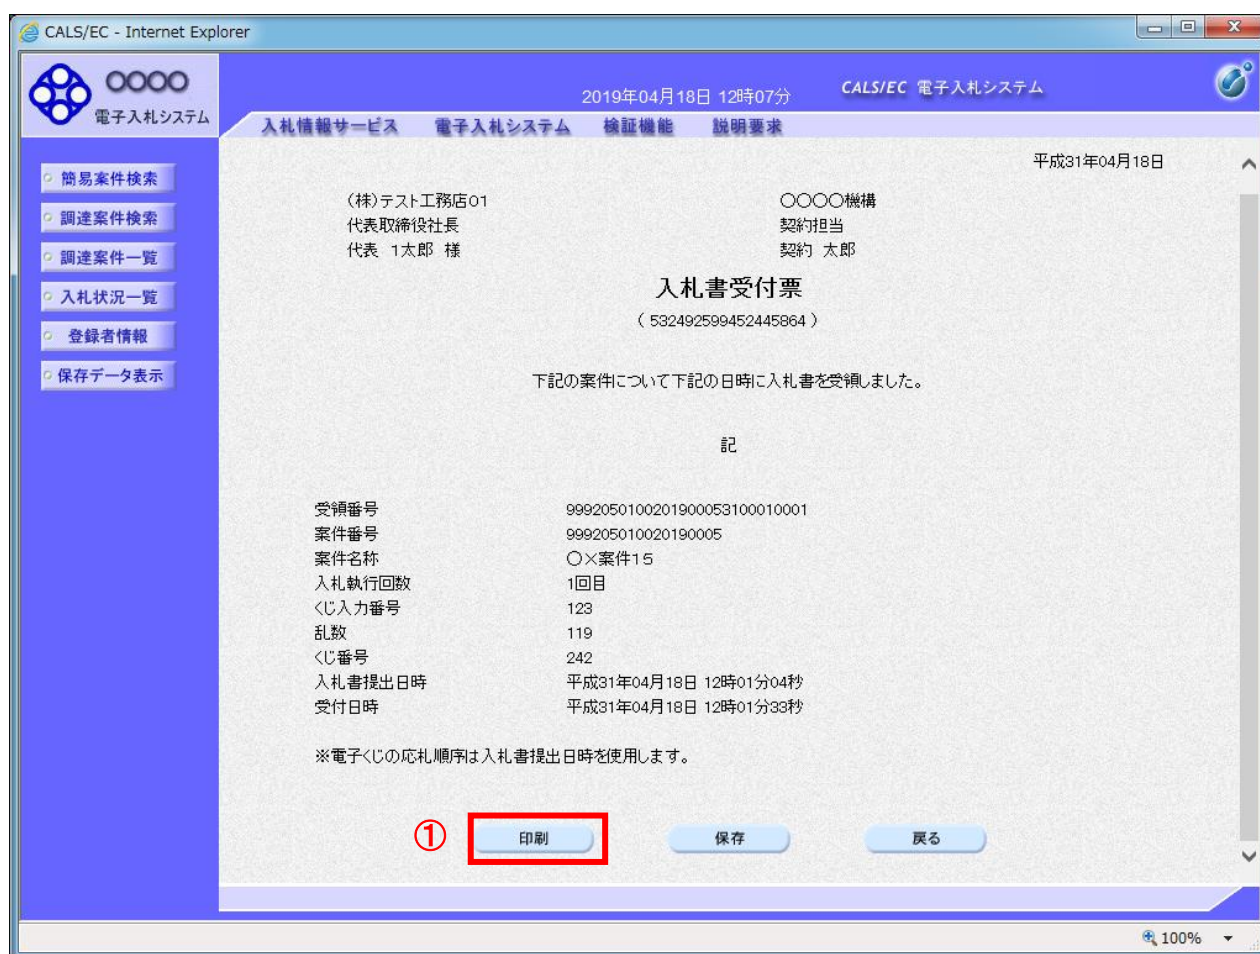 CALS/EC - Internet Explorer
〇〇〇〇
電子入札システム
2019年04月18日 12時07分
CALS/EC 電子入札システム
入札情報サービス 電子入札システム 検証機能 説明要求
簡易案件検索
調達案件検索
調達案件一覧
入札状況一覧
登録者情報
保存データ表示
平成31年04月18日
(株)テスト工務店01 〇〇〇〇機構
代表取締役社長 契約担当
代表 1太郎 様 契約 太郎
入札書受付票
( 532492599452445864 )
下記の案件について下記の日時に入札書を受領しました。
記
受領番号 99920501002019000053100010001
案件番号 999205010020190005
案件名称 〇×案件15
入札執行回数 1回目
くじ入力番号 123
乱数 119
くじ番号 242
入札書提出日時 平成31年04月18日 12時01分04秒
受付日時 平成31年04月18日 12時01分33秒
※電子くじの応札順序は入札書提出日時を使用します。
① 印刷 保存 戻る
100%